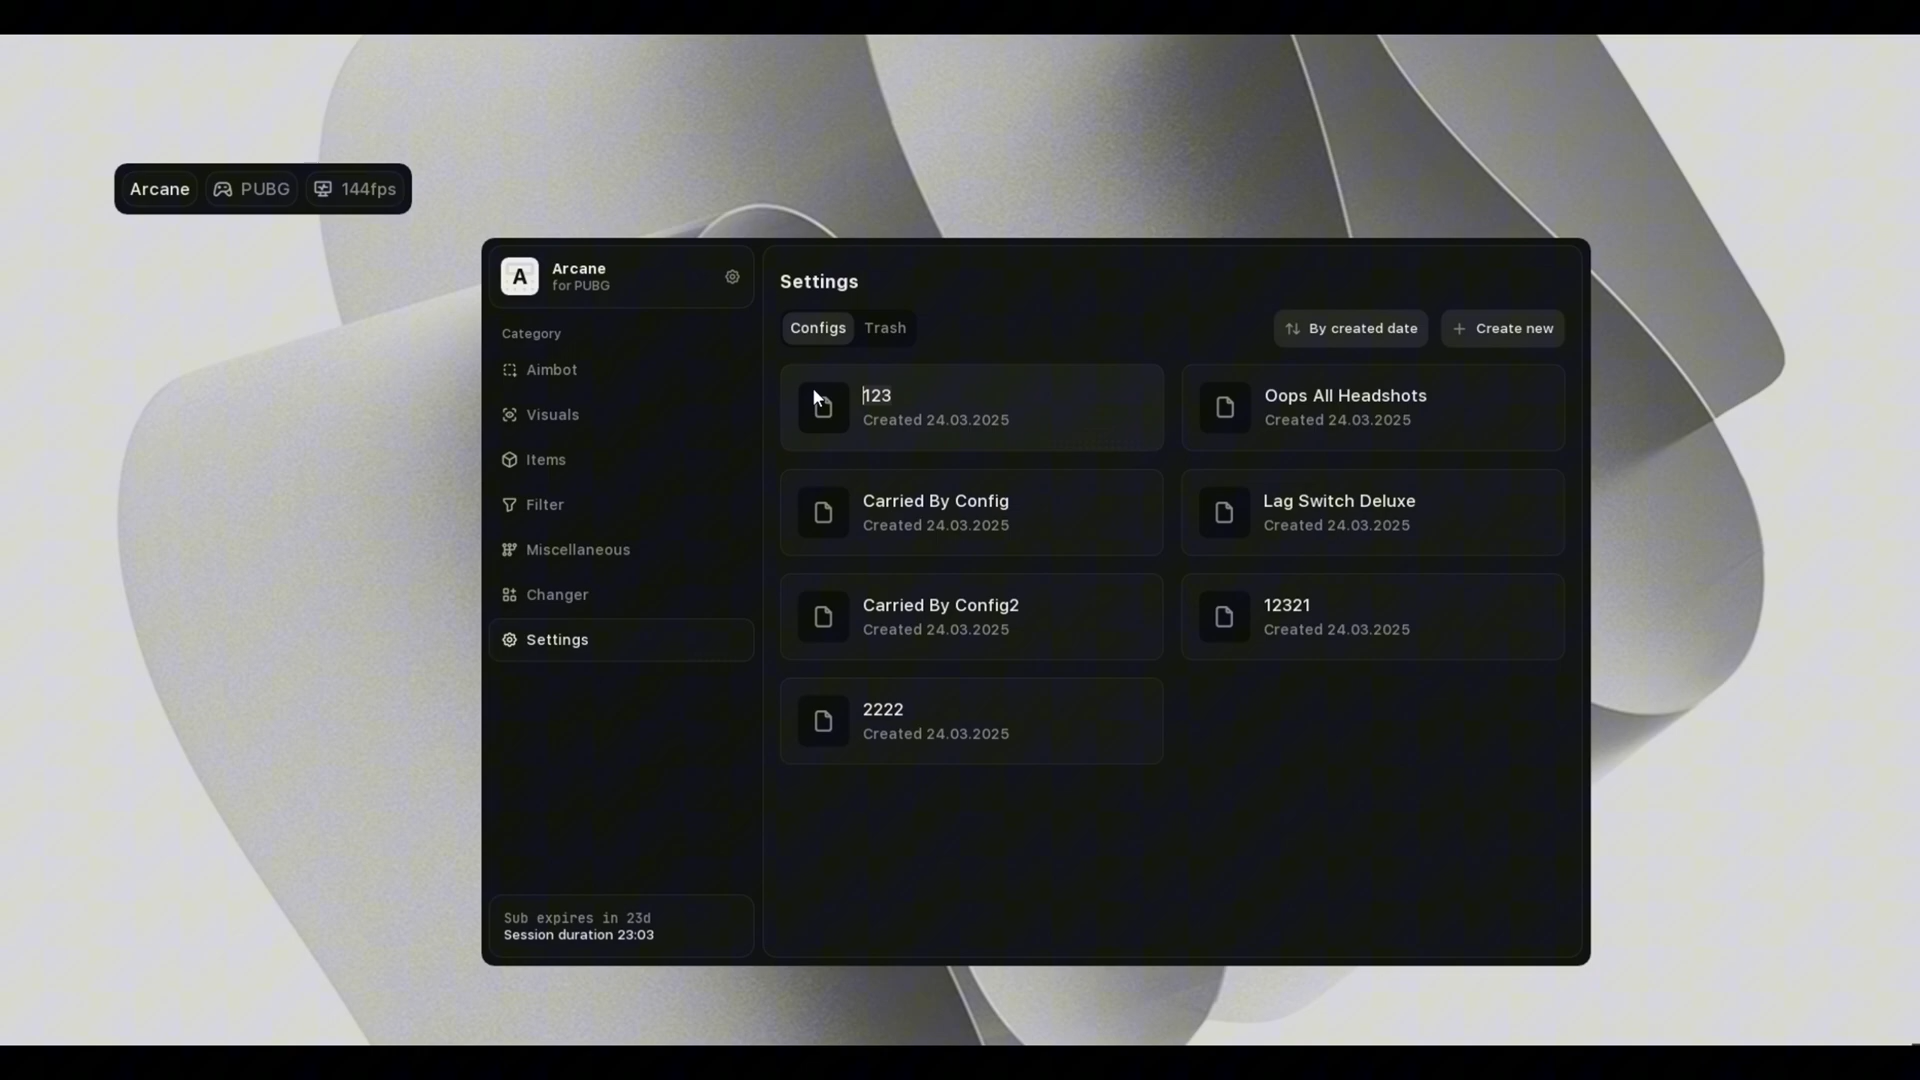 Arcane
PUBG
144fps
A
Arcane
for PUBG
Category
Aimbot
Visuals
Items
Filter
Miscellaneous
Changer
Settings
Sub expires in 23d
Session duration 23:03
Settings
Configs
Trash
By created date
Create new
123
Created 24.03.2025
Oops All Headshots
Created 24.03.2025
Carried By Config
Created 24.03.2025
Lag Switch Deluxe
Created 24.03.2025
Carried By Config2
Created 24.03.2025
12321
Created 24.03.2025
2222
Created 24.03.2025